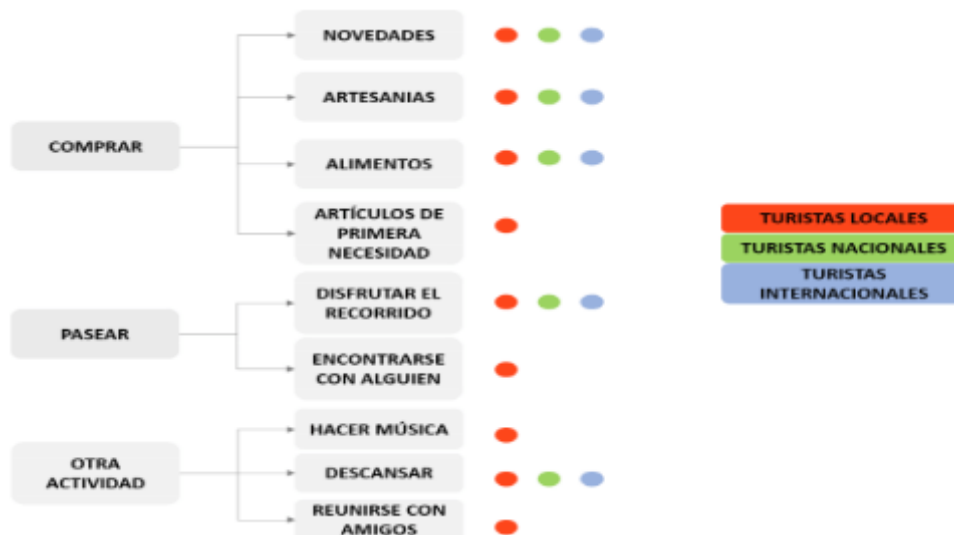 COMPRAR
NOVEDADES
ARTESANIAS
ALIMENTOS
ARTÍCULOS DE
PRIMERA
NECESIDAD
PASEAR
DISFRUTAR EL
RECORRIDO
ENCONTRARSE
CON ALGUIEN
OTRA
ACTIVIDAD
HACER MÚSICA
DESCANSAR
REUNIRSE CON
AMIGOS
TURISTAS LOCALES
TURISTAS NACIONALES
TURISTAS
INTERNACIONALES